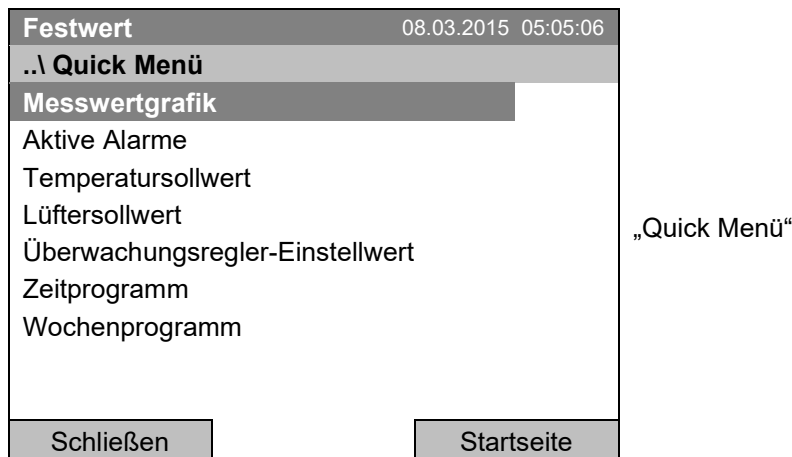 Festwert 08.03.2015 05:05:06
..\ Quick Menü
Messwertgrafik
Aktive Alarme
Temperatursollwert
Lüftersollwert
Überwachungsregler-Einstellwert
Zeitprogramm
Wochenprogramm
„Quick Menü“
Schließen Startseite